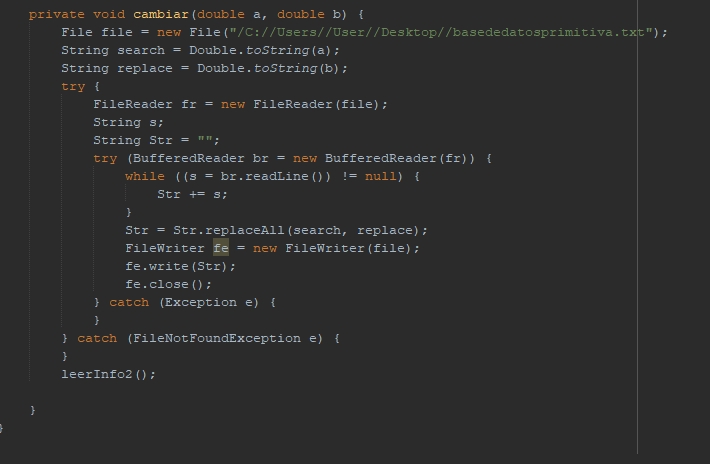 private void cambiar(double a, double b) {
File file = new File("/C://Users//User//Desktop//basededatosprimitiva.txt");
String search = Double.toString(a);
String replace = Double.toString(b);
try {
FileReader fr = new FileReader(file);
String s;
String Str = "";
try (BufferedReader br = new BufferedReader(fr)) {
while ((s = br.readLine()) != null) {
Str += s;
}
Str = Str.replaceAll(search, replace);
FileWriter fe = new FileWriter(file);
fe.write(Str);
fe.close();
} catch (Exception e) {
}
} catch (FileNotFoundException e) {
}
leerInfo2();
}
}